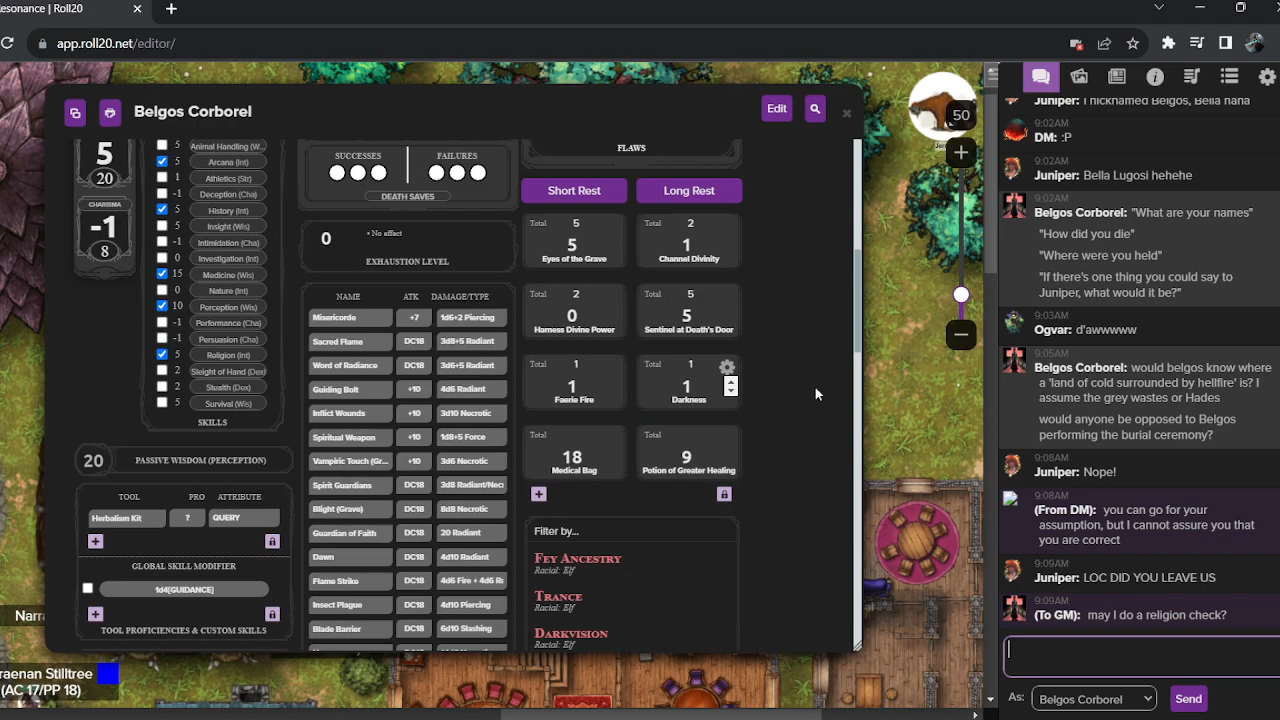 esonance | Roll20
app.roll20.net/editor/
Belgos Corborel
Edit
5
20
CHARISMA
-1
8
5 Animal Handling (W...
5 Arcana (Int)
1 Athletics (Str)
-1 Deception (Cha)
5 History (Int)
5 Insight (Wis)
-1 Intimidation (Cha)
0 Investigation (Int)
15 Medicine (Wis)
0 Nature (Int)
10 Perception (Wis)
-1 Performance (Cha)
-1 Persuasion (Cha)
5 Religion (Int)
2 Sleight of Hand (Dex)
2 Stealth (Dex)
5 Survival (Wis)
SKILLS
20 PASSIVE WISDOM (PERCEPTION)
TOOL PRO ATTRIBUTE
Herbalism Kit ? QUERY
+
GLOBAL SKILL MODIFIER
1d4[GUIDANCE]
+
TOOL PROFICIENCIES & CUSTOM SKILLS
SUCCESSES FAILURES
DEATH SAVES
0 • No effect
EXHAUSTION LEVEL
NAME ATK DAMAGE/TYPE
Misericorde +7 1d6+2 Piercing
Sacred Flame DC18 3d8+5 Radiant
Word of Radiance DC18 3d6+5 Radiant
Guiding Bolt +10 4d6 Radiant
Inflict Wounds +10 3d10 Necrotic
Spiritual Weapon +10 1d8+5 Force
Vampiric Touch (Gr... +10 3d6 Necrotic
Spirit Guardians DC18 3d8 Radiant/Necr
Blight (Grave) DC18 8d8 Necrotic
Guardian of Faith DC18 20 Radiant
Dawn DC18 4d10 Radiant
Flame Strike DC18 4d6 Fire + 4d6 Ra
Insect Plague DC18 4d10 Piercing
Blade Barrier DC18 6d10 Slashing
FLAWS
Short Rest Long Rest
Total 5
5
Eyes of the Grave
Total 2
1
Channel Divinity
Total 2
0
Harness Divine Power
Total 5
5
Sentinel at Death's Door
Total 1
1
Faerie Fire
Total 1
1
Darkness
Total
18
Medical Bag
Total
9
Potion of Greater Healing
+
Filter by...
FEY ANCESTRY
Racial: Elf
TRANCE
Racial: Elf
DARKVISION
Racial: Elf
50
Narra
raenan Stilltree
(AC 17/PP 18)
Juniper: I nicknamed Belgos, Bella haha
9:02AM
DM: :P
9:02AM
Juniper: Bella Lugosi hehehe
9:02AM
Belgos Corborel: "What are your names"
"How did you die"
"Where were you held"
"If there's one thing you could say to
Juniper, what would it be?"
9:03AM
Ogvar: d'awwwww
9:05AM
Belgos Corborel: would belgos know where
a 'land of cold surrounded by hellfire' is? I
assume the grey wastes or Hades
would anyone be opposed to Belgos
performing the burial ceremony?
9:08AM
Juniper: Nope!
9:08AM
(From DM): you can go for your
assumption, but I cannot assure you that
you are correct
9:09AM
Juniper: LOC DID YOU LEAVE US
9:09AM
(To GM): may I do a religion check?
As: Belgos Corborel Send